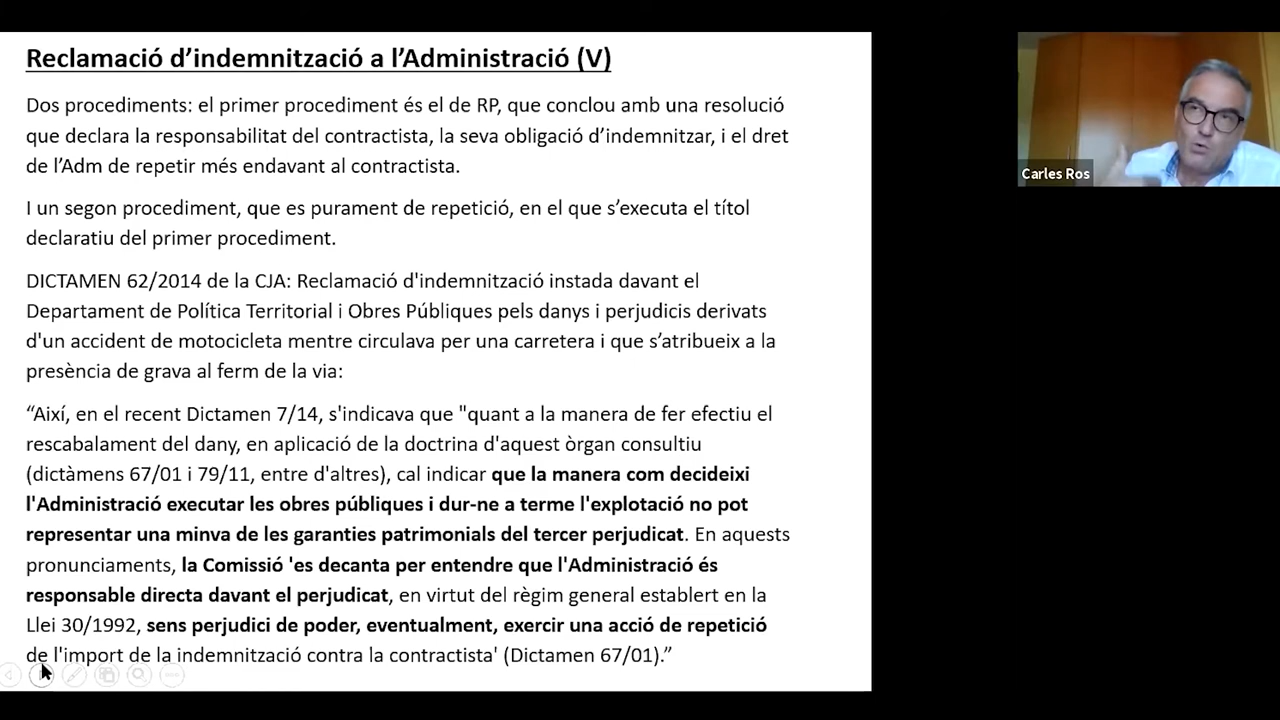 Reclamació d’indemnització a l’Administració (V)
Dos procediments: el primer procediment és el de RP, que conclou amb una resolució
que declara la responsabilitat del contractista, la seva obligació d’indemnitzar, i el dret
de l’Adm de repetir més endavant al contractista.
I un segon procediment, que es purament de repetició, en el que s’executa el títol
declaratiu del primer procediment.
DICTAMEN 62/2014 de la CJA: Reclamació d'indemnització instada davant el
Departament de Política Territorial i Obres Públiques pels danys i perjudicis derivats
d'un accident de motocicleta mentre circulava per una carretera i que s’atribueix a la
presència de grava al ferm de la via:
“Així, en el recent Dictamen 7/14, s'indicava que "quant a la manera de fer efectiu el
rescabalament del dany, en aplicació de la doctrina d'aquest òrgan consultiu
(dictàmens 67/01 i 79/11, entre d'altres), cal indicar que la manera com decideixi
l'Administració executar les obres públiques i dur-ne a terme l'explotació no pot
representar una minva de les garanties patrimonials del tercer perjudicat. En aquests
pronunciaments, la Comissió 'es decanta per entendre que l'Administració és
responsable directa davant el perjudicat, en virtut del règim general establert en la
Llei 30/1992, sens perjudici de poder, eventualment, exercir una acció de repetició
de l'import de la indemnització contra la contractista' (Dictamen 67/01).”
Carles Ros